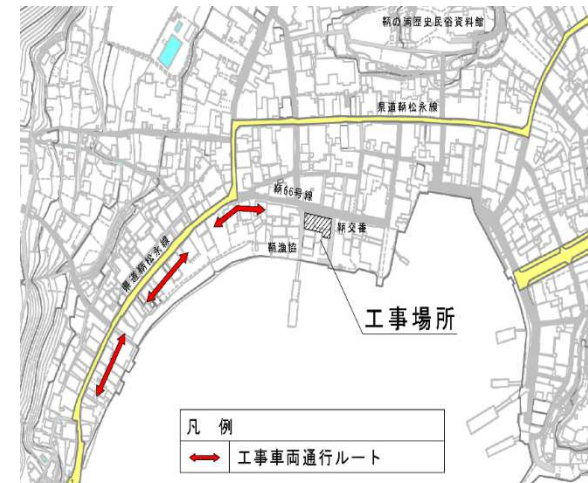 鞆の浦歴史民俗資料館
県道鞆松永線
鞆66号線
鞆交番
鞆漁協
県道鞆松永線
工事場所
凡 例
工事車両通行ルート